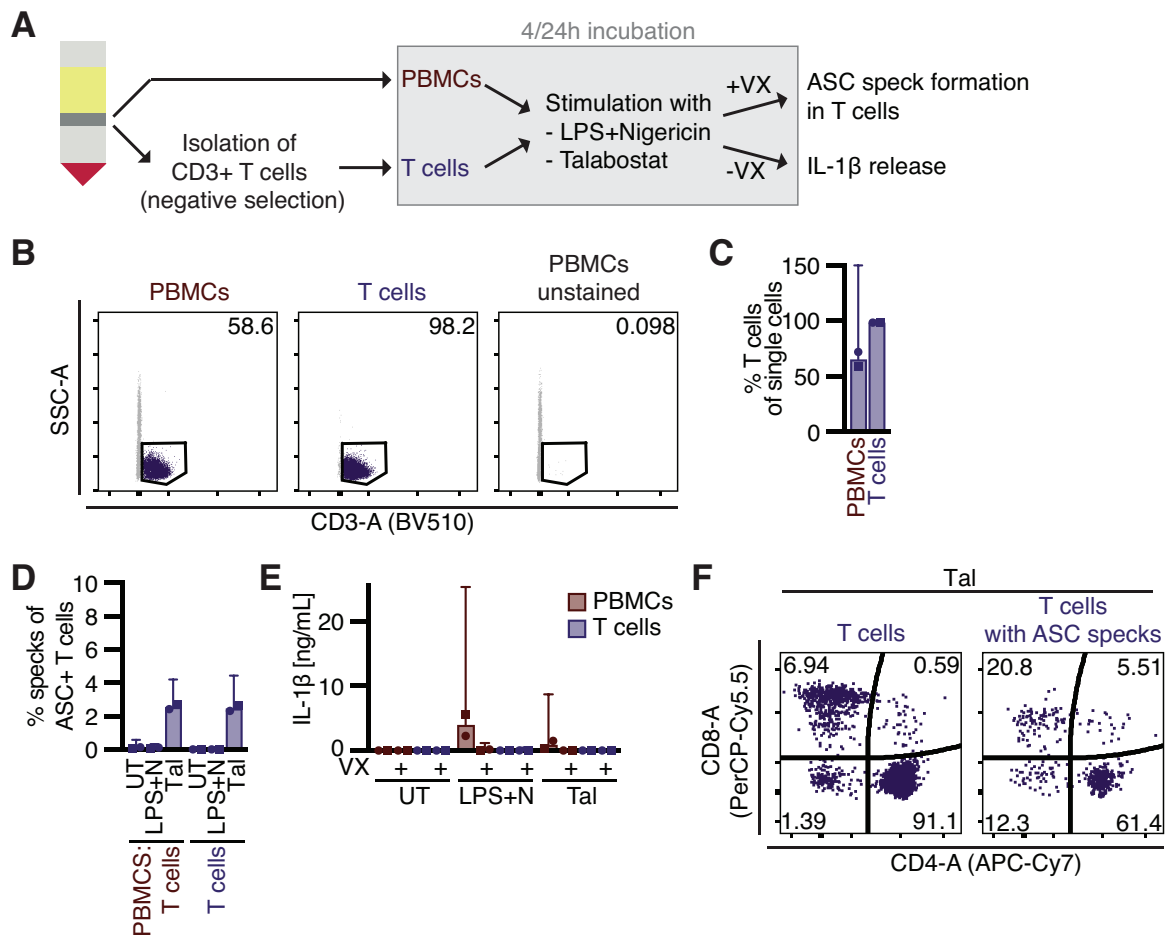 A
4/24h incubation
PBMCs
Isolation of
CD3+ T cells
(negative selection)
T cells
Stimulation with
- LPS+Nigericin
- Talabostat
+VX
-VX
ASC speck formation
in T cells
IL-1β release
B
PBMCs
T cells
PBMCs
unstained
58.6
98.2
0.098
SSC-A
CD3-A (BV510)
C
% T cells
of single cells
150
100
50
0
PBMCs
T cells
D
% specks of
ASC+ T cells
10
8
6
4
2
0
UT
LPS+N
Tal
UT
LPS+N
Tal
PBMCS:
T cells
T cells
E
IL-1β [ng/mL]
20
10
0
PBMCs
T cells
VX + + + + + +
UT LPS+N Tal
F
Tal
T cells
T cells
with ASC specks
6.94 0.59
1.39 91.1
20.8 5.51
12.3 61.4
CD8-A
(PerCP-Cy5.5)
CD4-A (APC-Cy7)